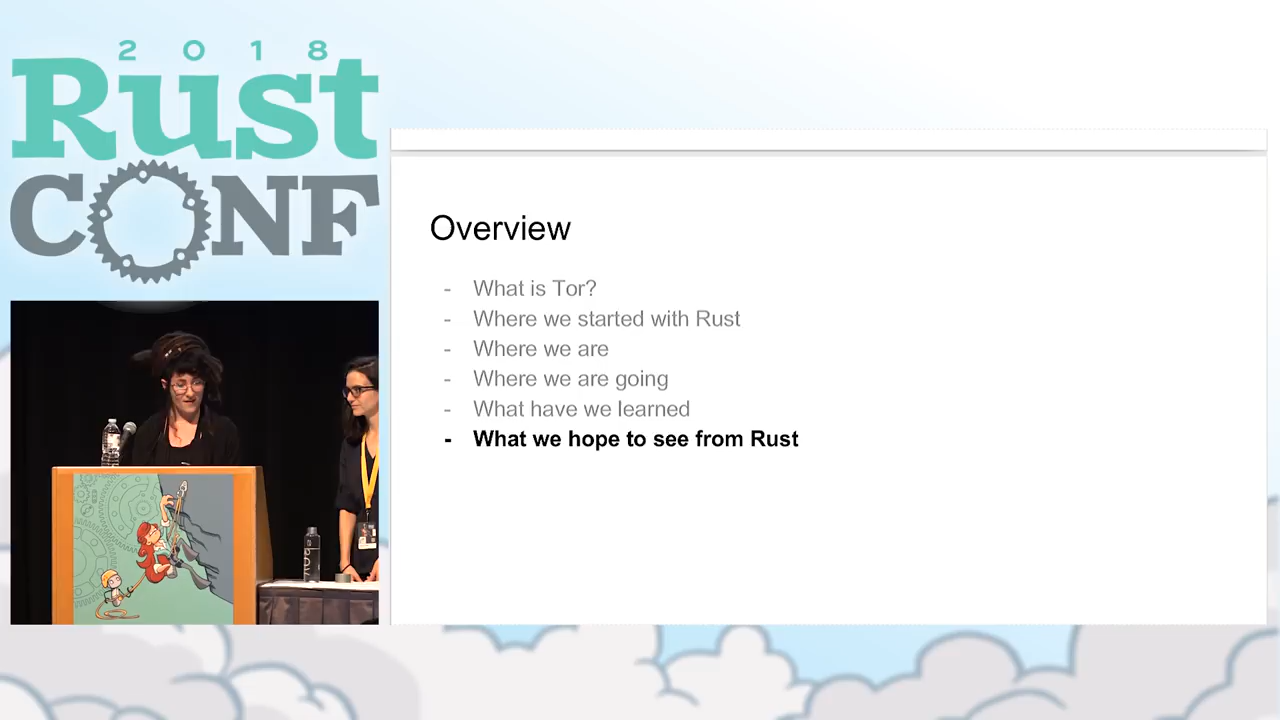 2018
Rust
CONF
Overview
- What is Tor?
- Where we started with Rust
- Where we are
- Where we are going
- What have we learned
- What we hope to see from Rust